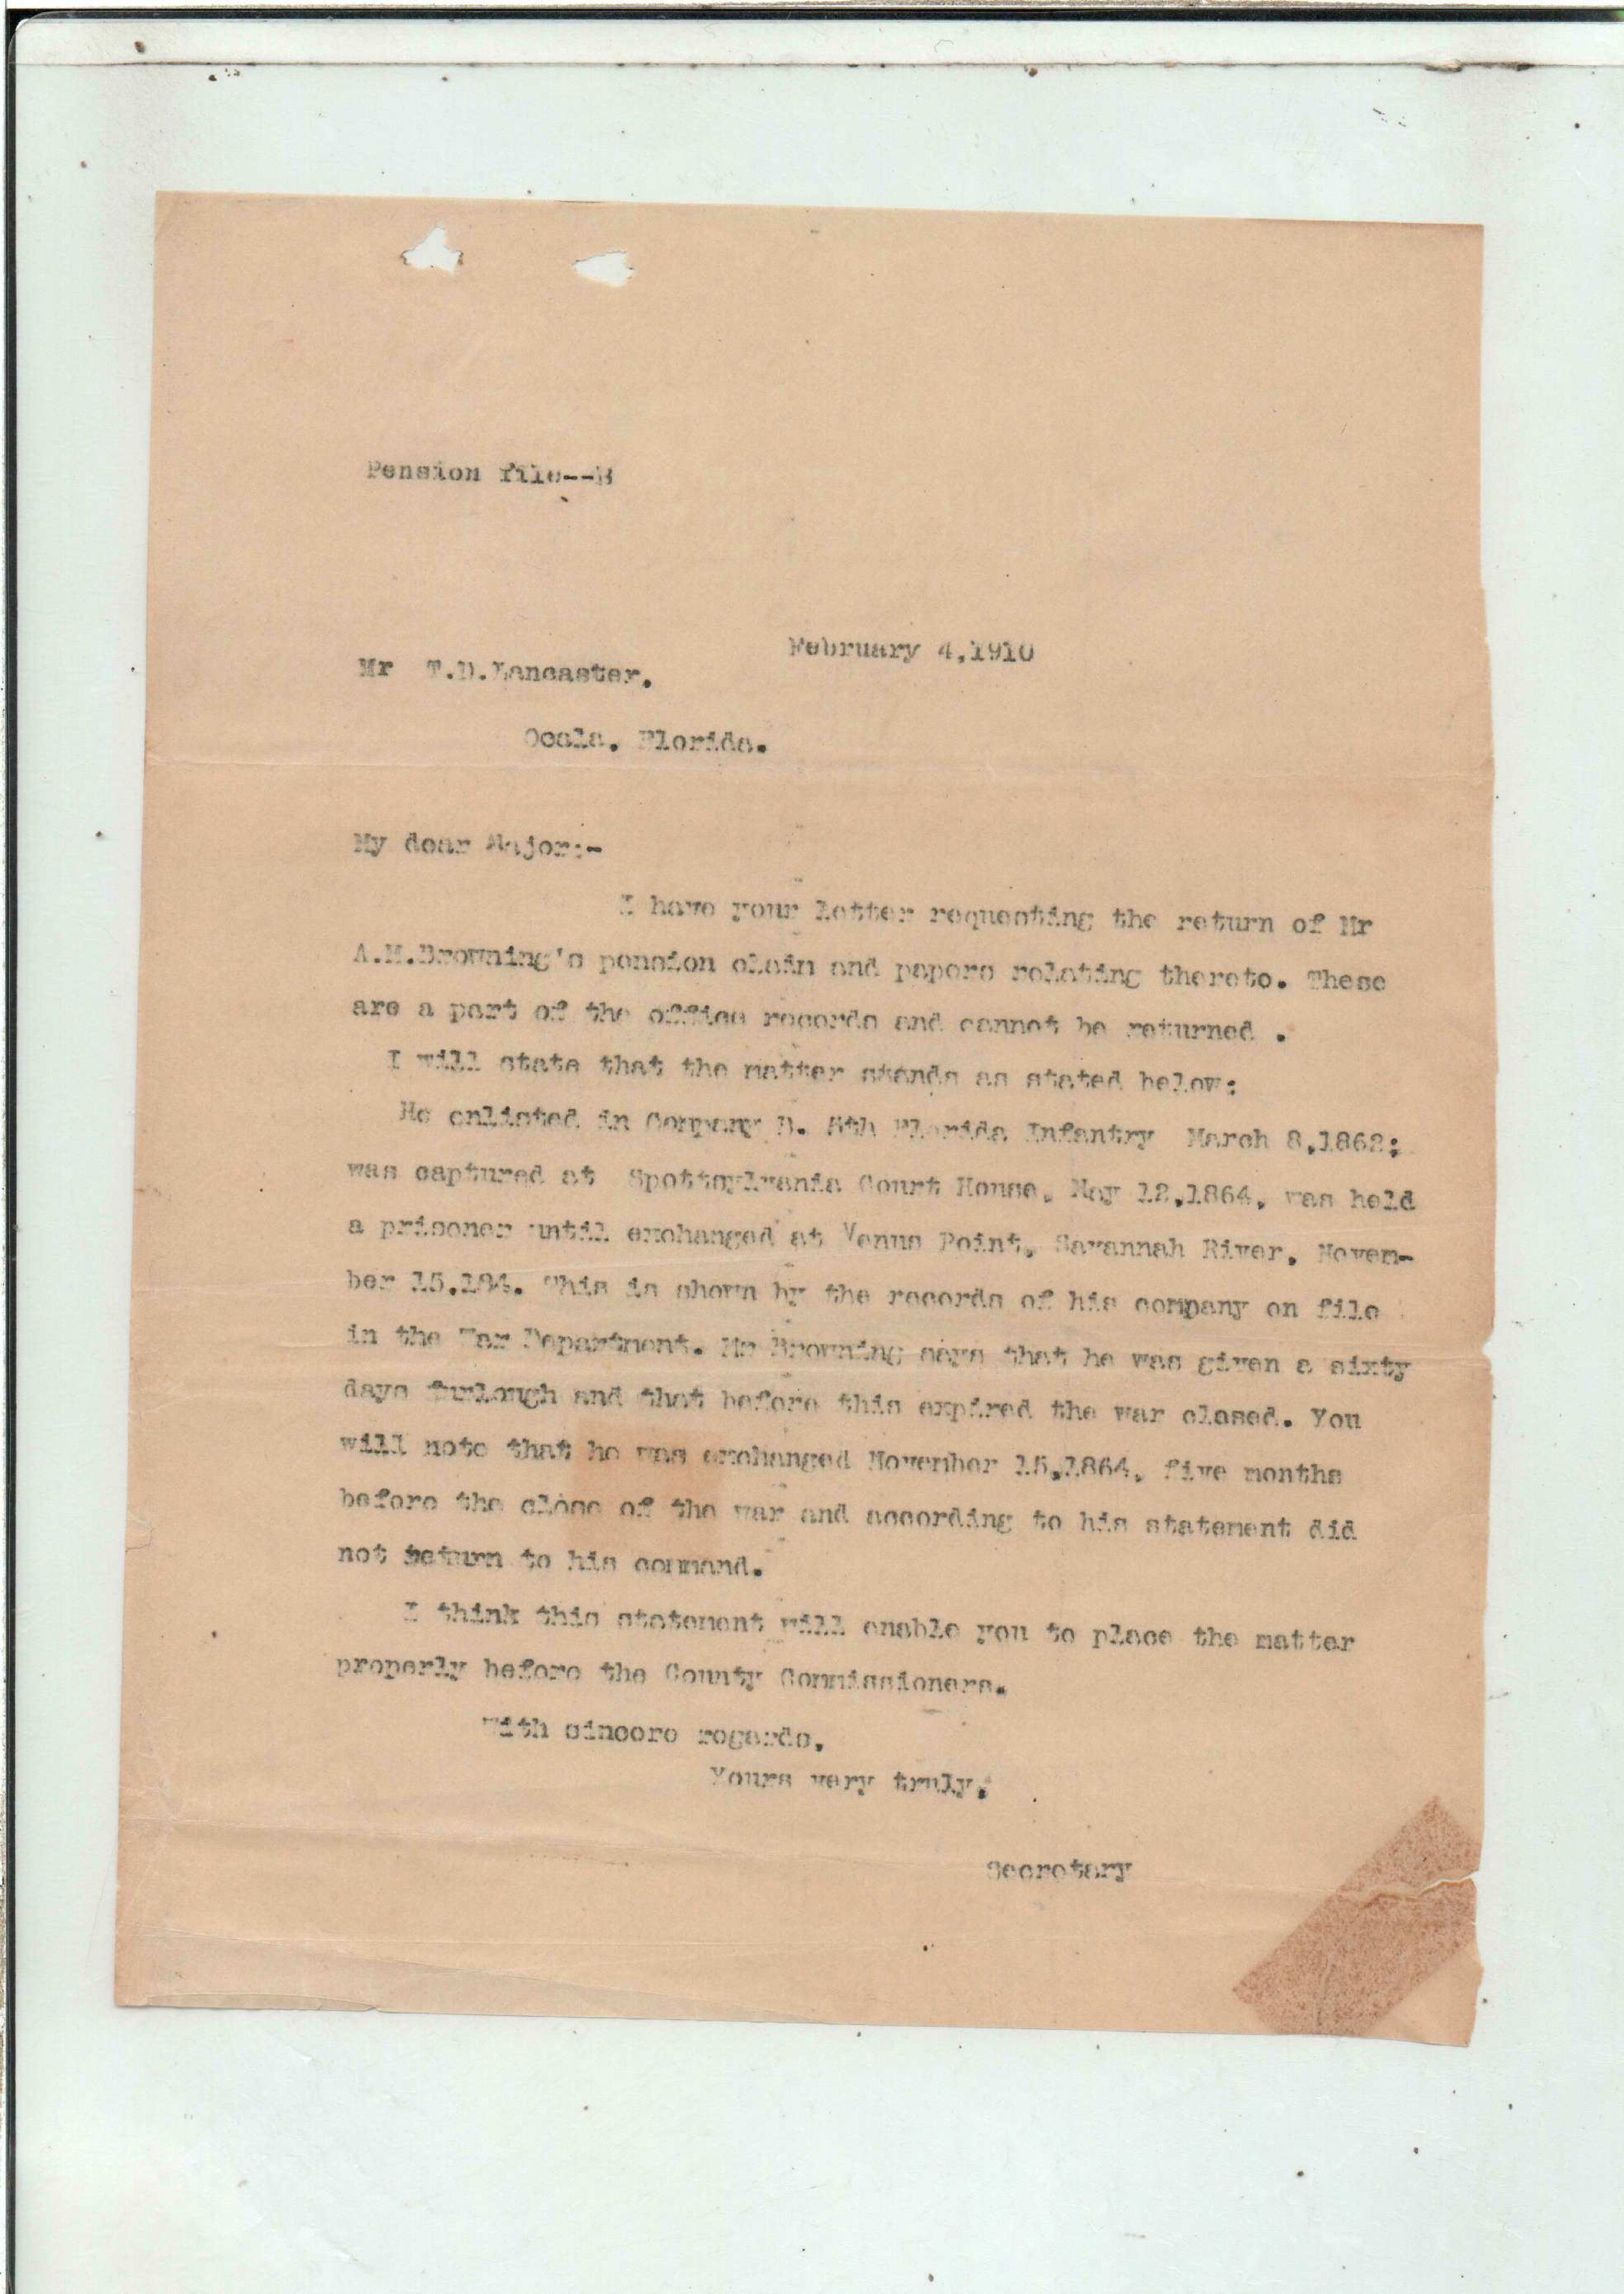 Pension file--B
February 4,1910
Mr T.D.Lancaster,
Ocala, Florida.
My dear Major:-
I have your letter requesting the return of Mr
A.M.Browning's pension claim and papers relating thereto. These
are a part of the office records and cannot be returned .
I will state that the matter stands as stated below:
He enlisted in Company Florida Infantry March 8,1862;
was captured at Spottsylvania Court House, May 12,1864, was held
a prisoner until exchanged at Venus Point, Savannah River, Novem-
ber 15,184. This is shown by the records of his company on file
in the War Department. Mr Browning says that he was given a sixty
days furlough and that before this expired the war closed. You
will note that he was exchanged November 15,1864, five months
before the close of the war and according to his statement did
not return to his command.
I think this statement will enable you to place the matter
properly before the County Commissioners.
With sincere regards,
Yours very truly,
Secretary